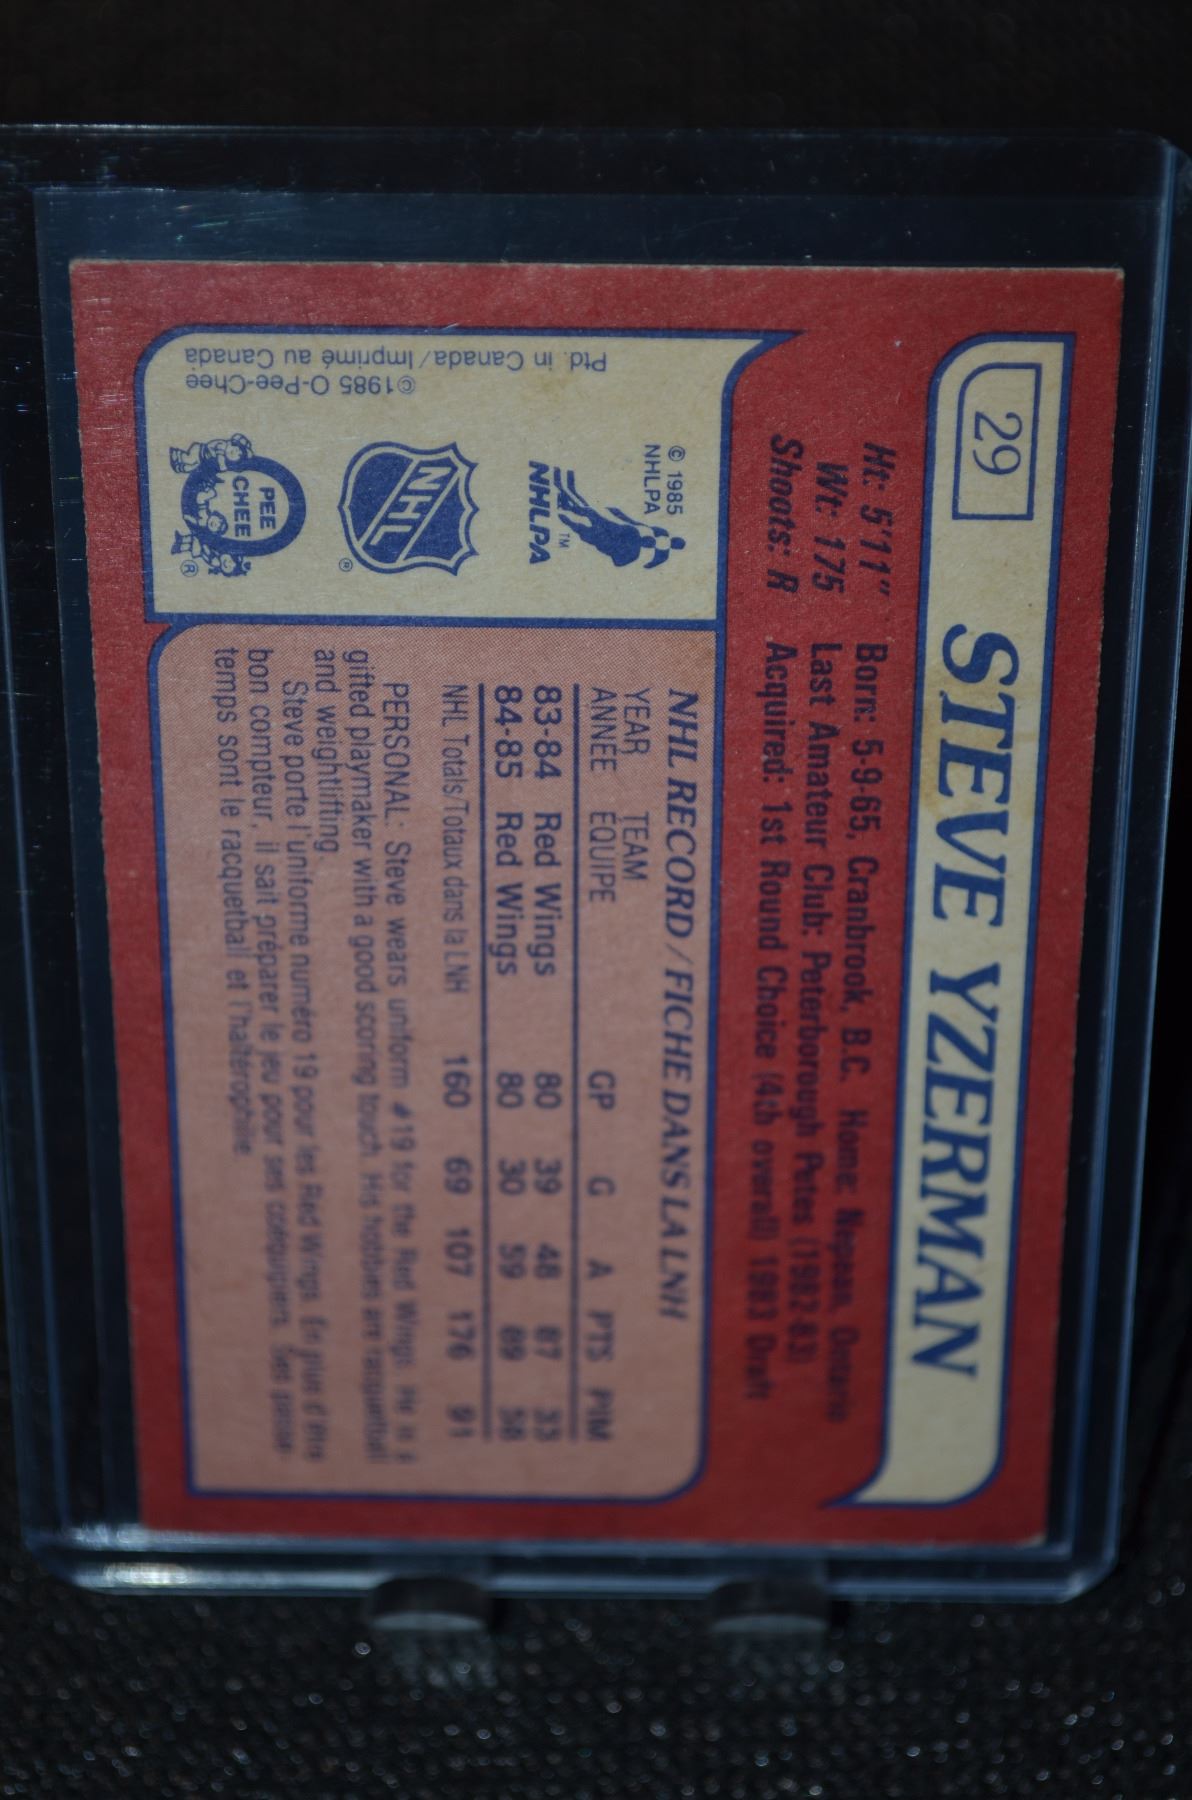 29
STEVE YZERMAN
Ht: 5'11" Born: 5-9-65, Cranbrook, B.C. Home: Nepean, Ontario
Wt: 175 Last Amateur Club: Peterborough Petes (1982-83)
Shoots: R Acquired: 1st Round Choice (4th overall) 1983 Draft
© 1985
NHLPA
NHLPA TM
NHL ®
PEE
CHEE ®
©1985 O-Pee-Chee
Ptd. in Canada/Imprimé au Canada
NHL RECORD/FICHE DANS LA LNH
YEAR TEAM
ANNÉE ÉQUIPE GP G A PTS PIM
83-84 Red Wings 80 39 48 87 33
84-85 Red Wings 80 30 59 89 58
NHL Totals/Totaux dans la LNH 160 69 107 176 91
PERSONAL: Steve wears uniform #19 for the Red Wings. He is a
gifted playmaker with a good scoring touch. His hobbies are racquetball
and weightlifting.
Steve porte l'uniforme numéro 19 pour les Red Wings. En plus d'être
bon compteur, il sait préparer le jeu pour ses coéquipiers. Ses passe-
temps sont le racquetball et l'haltérophilie.